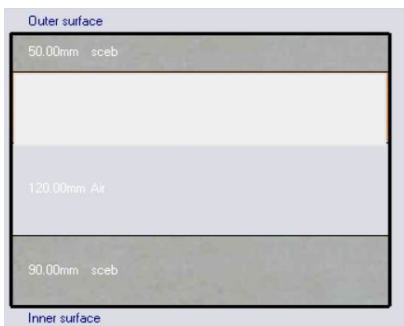 Outer surface
50.00mm sceb
120.00mm Air
90.00mm sceb
Inner surface